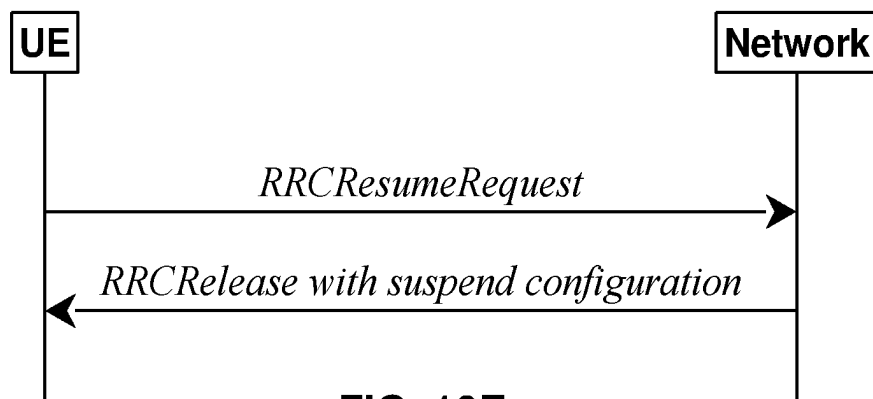 UE
Network
RRCResumeRequest
RRCRelease with suspend configuration